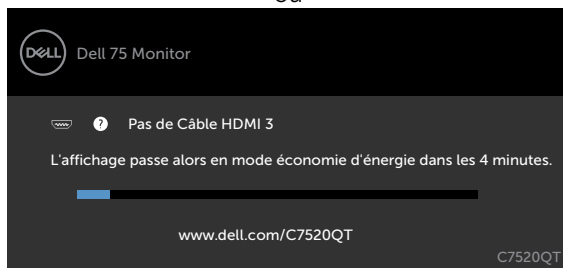 ou
DELL
Dell 75 Monitor
? Pas de Câble HDMI 3
L'affichage passe alors en mode économie d'énergie dans les 4 minutes.
www.dell.com/C7520QT
C7520QT